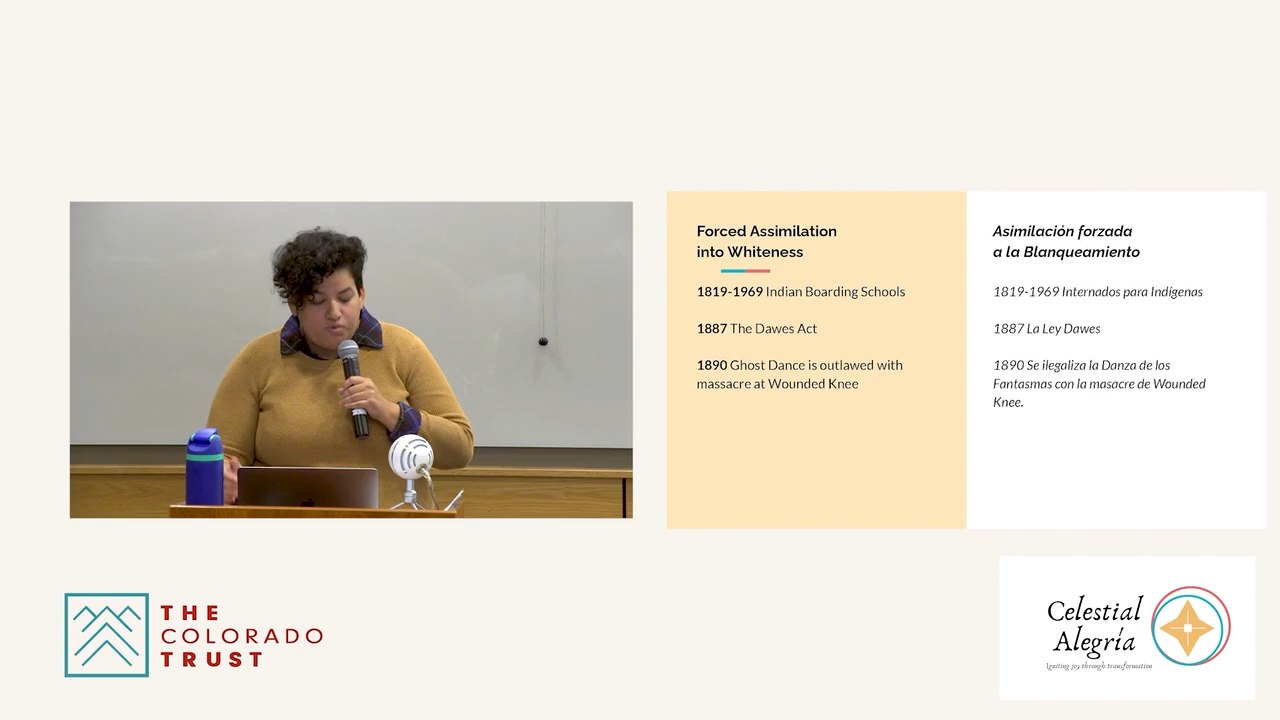 Forced Assimilation
into Whiteness
1819-1969 Indian Boarding Schools
1887 The Dawes Act
1890 Ghost Dance is outlawed with
massacre at Wounded Knee
Asimilación forzada
a la Blanqueamiento
1819-1969 Internados para Indígenas
1887 La Ley Dawes
1890 Se ilegaliza la Danza de los
Fantasmas con la masacre de Wounded
Knee.
THE
COLORADO
TRUST
Celestial
Alegría
Igniting joy through transformation